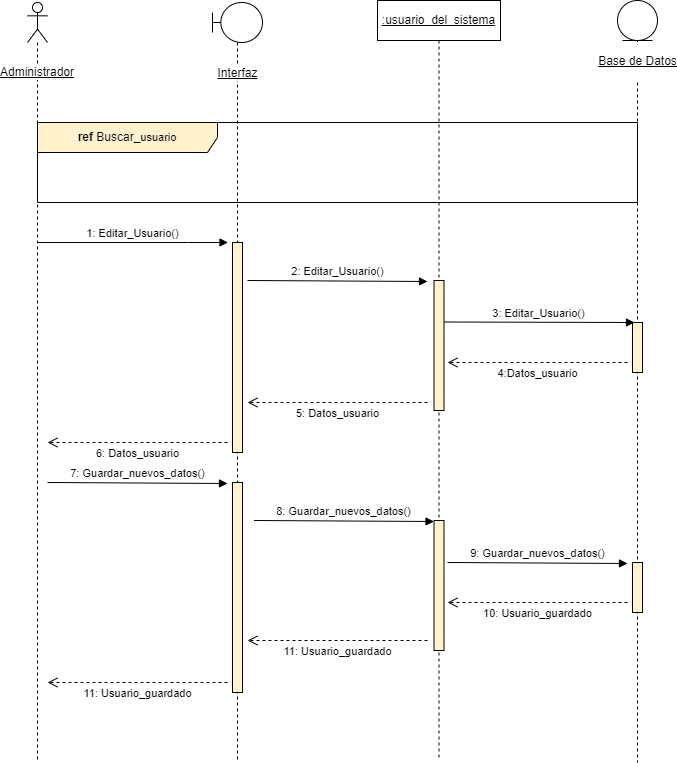 :usuario_del_sistema
Administrador
Interfaz
Base de Datos
ref Buscar_usuario
1: Editar_Usuario()
2: Editar_Usuario()
3: Editar_Usuario()
4:Datos_usuario
5: Datos_usuario
6: Datos_usuario
7: Guardar_nuevos_datos()
8: Guardar_nuevos_datos()
9: Guardar_nuevos_datos()
10: Usuario_guardado
11: Usuario_guardado
11: Usuario_guardado